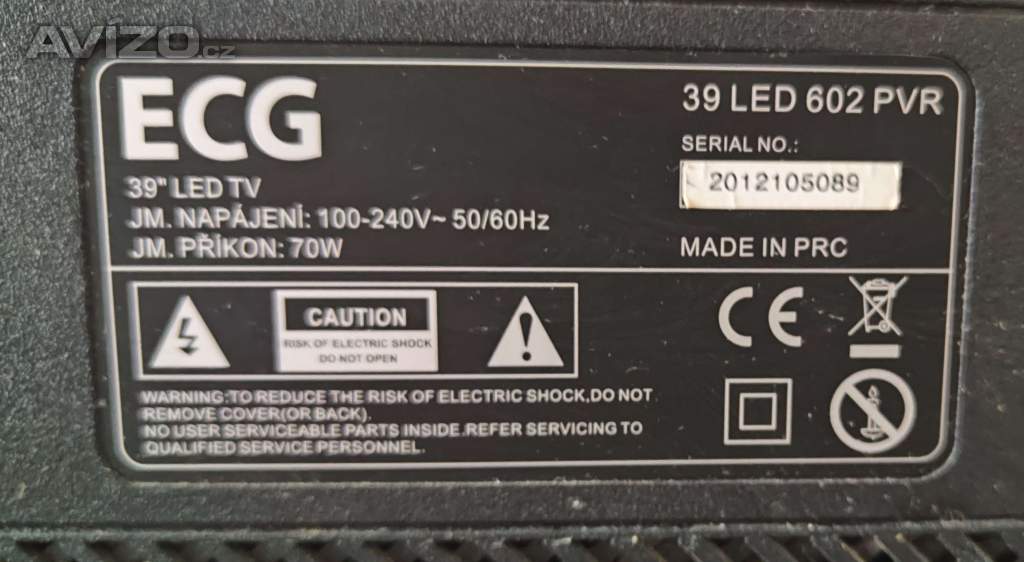 AVIZO.cz
ECG
39" LED TV
JM. NAPÁJENÍ: 100-240V~ 50/60Hz
JM. PŘÍKON: 70W
39 LED 602 PVR
SERIAL NO.:
2012105089
MADE IN PRC
CAUTION
RISK OF ELECTRIC SHOCK
DO NOT OPEN
WARNING:TO REDUCE THE RISK OF ELECTRIC SHOCK,DO NOT
REMOVE COVER(OR BACK).
NO USER SERVICEABLE PARTS INSIDE.REFER SERVICING TO
QUALIFIED SERVICE PERSONNEL.
CE